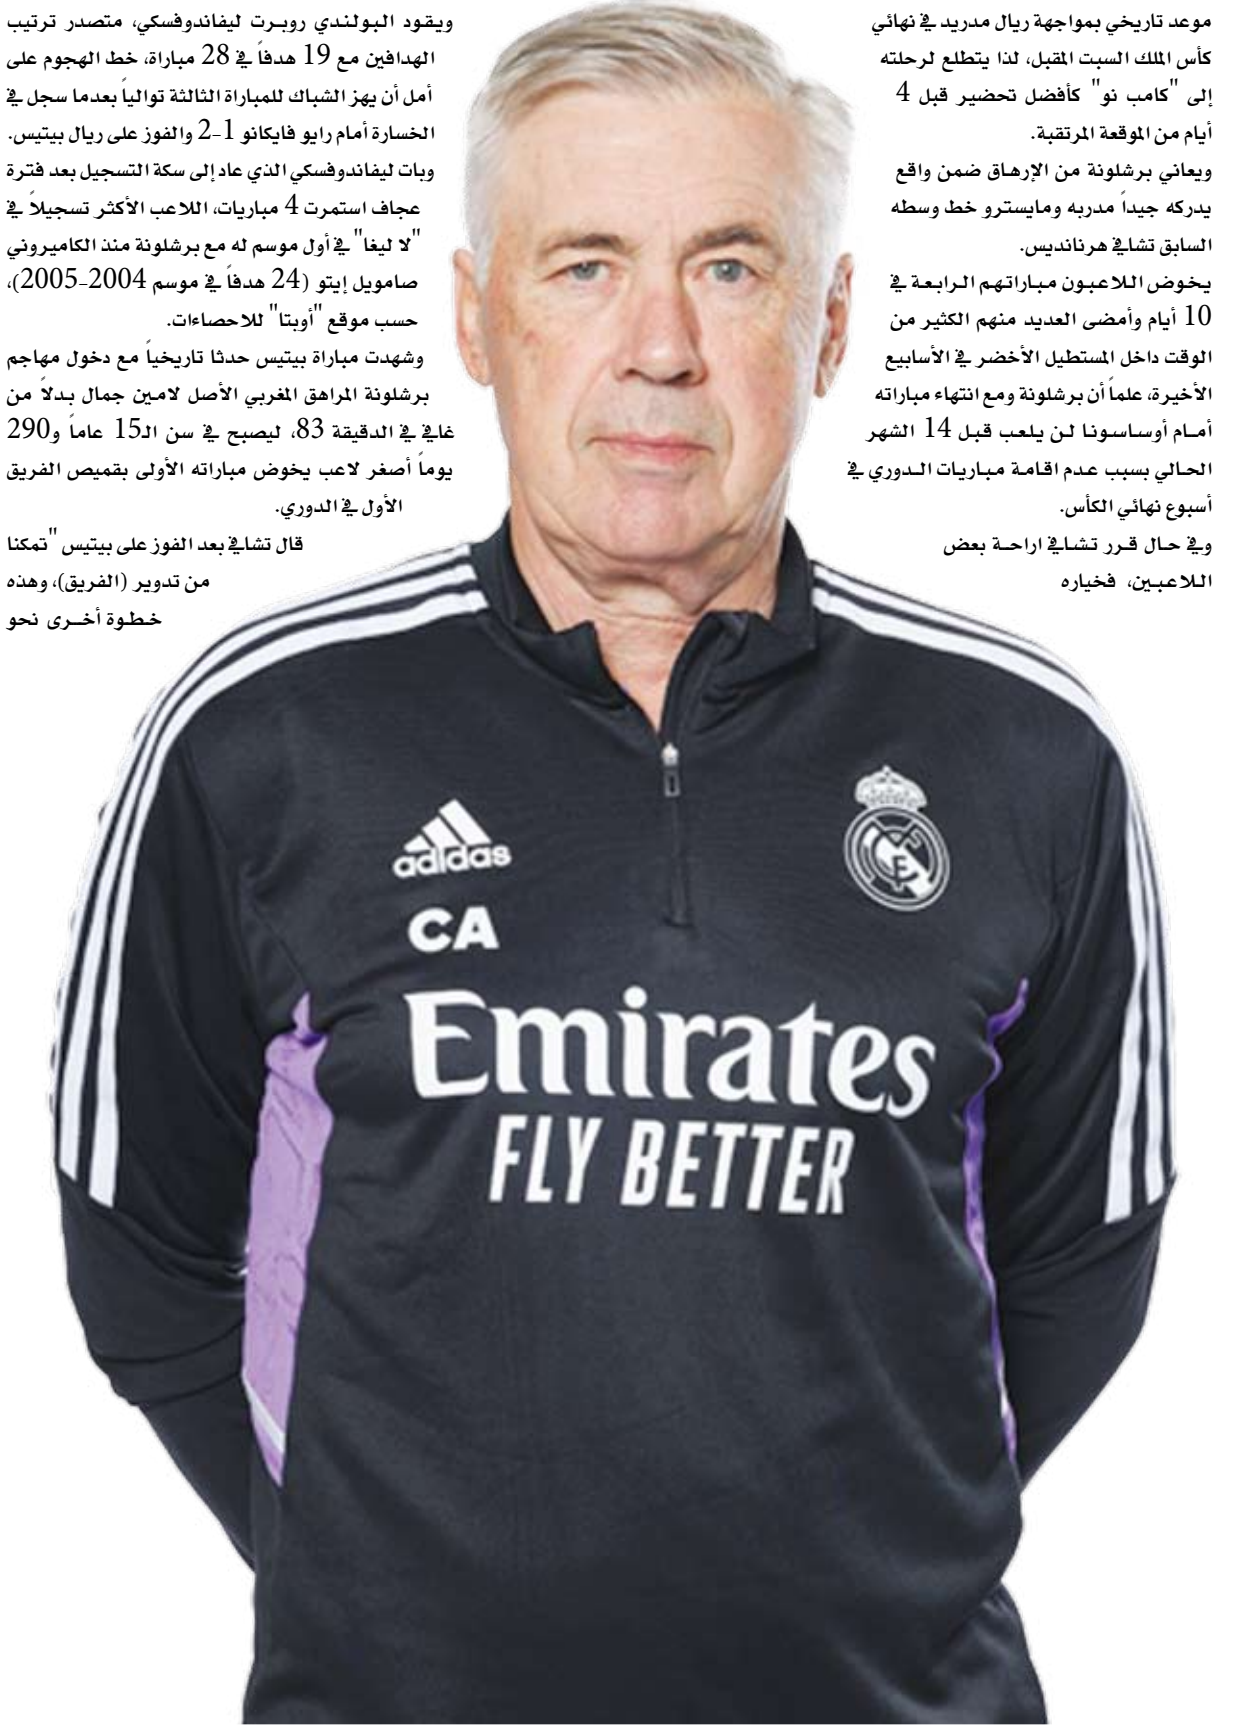 موعد تاريخي بمواجهة ريال مدريد في نهائي
كأس الملك السبت المقبل، لذا يتطلع لرحلته
إلى "كامب نو" كأفضل تحضير قبل 4
أيام من الموقعة المرتقبة.
ويعاني برشلونة من الإرهاق ضمن واقع
يدركه جيداً مدربه ومايسترو خط وسطه
السابق تشافي هرنانديس.
يخوض اللاعبون مباراتهم الرابعة في
10 أيام وأمضى العديد منهم الكثير من
الوقت داخل المستطيل الأخضر في الأسابيع
الأخيرة، علماً أن برشلونة ومع انتهاء مباراته
أمام أوساسونا لن يلعب قبل 14 الشهر
الحالي بسبب عدم اقامة مباريات الدوري في
أسبوع نهائي الكأس.
وفي حال قرر تشافي اراحة بعض
اللاعبين، فخياره
ويقود البولندي روبرت ليفاندوفسكي، متصدر ترتيب
الهدافين مع 19 هدفاً في 28 مباراة، خط الهجوم على
أمل أن يهز الشباك للمباراة الثالثة توالياً بعدما سجل في
الخسارة أمام رايو فايكانو 1-2 والفوز على ريال بيتيس.
وبات ليفاندوفسكي الذي عاد إلى سكة التسجيل بعد فترة
عجاف استمرت 4 مباريات، اللاعب الأكثر تسجيلاً في
"لا ليغا" في أول موسم له مع برشلونة منذ الكاميروني
صامويل إيتو (24 هدفاً في موسم 2004-2005)،
حسب موقع "أوبتا" للاحصاءات.
وشهدت مباراة بيتيس حدثا تاريخياً مع دخول مهاجم
برشلونة المراهق المغربي الأصل لامين جمال بدلاً من
غافي في الدقيقة 83، ليصبح في سن الـ15 عاماً و290
يوماً أصغر لاعب يخوض مباراته الأولى بقميص الفريق
الأول في الدوري.
قال تشافي بعد الفوز على بيتيس "تمكنا
من تدوير (الفريق)، وهذه
خطوة أخرى نحو
adidas
CA
Emirates
FLY BETTER